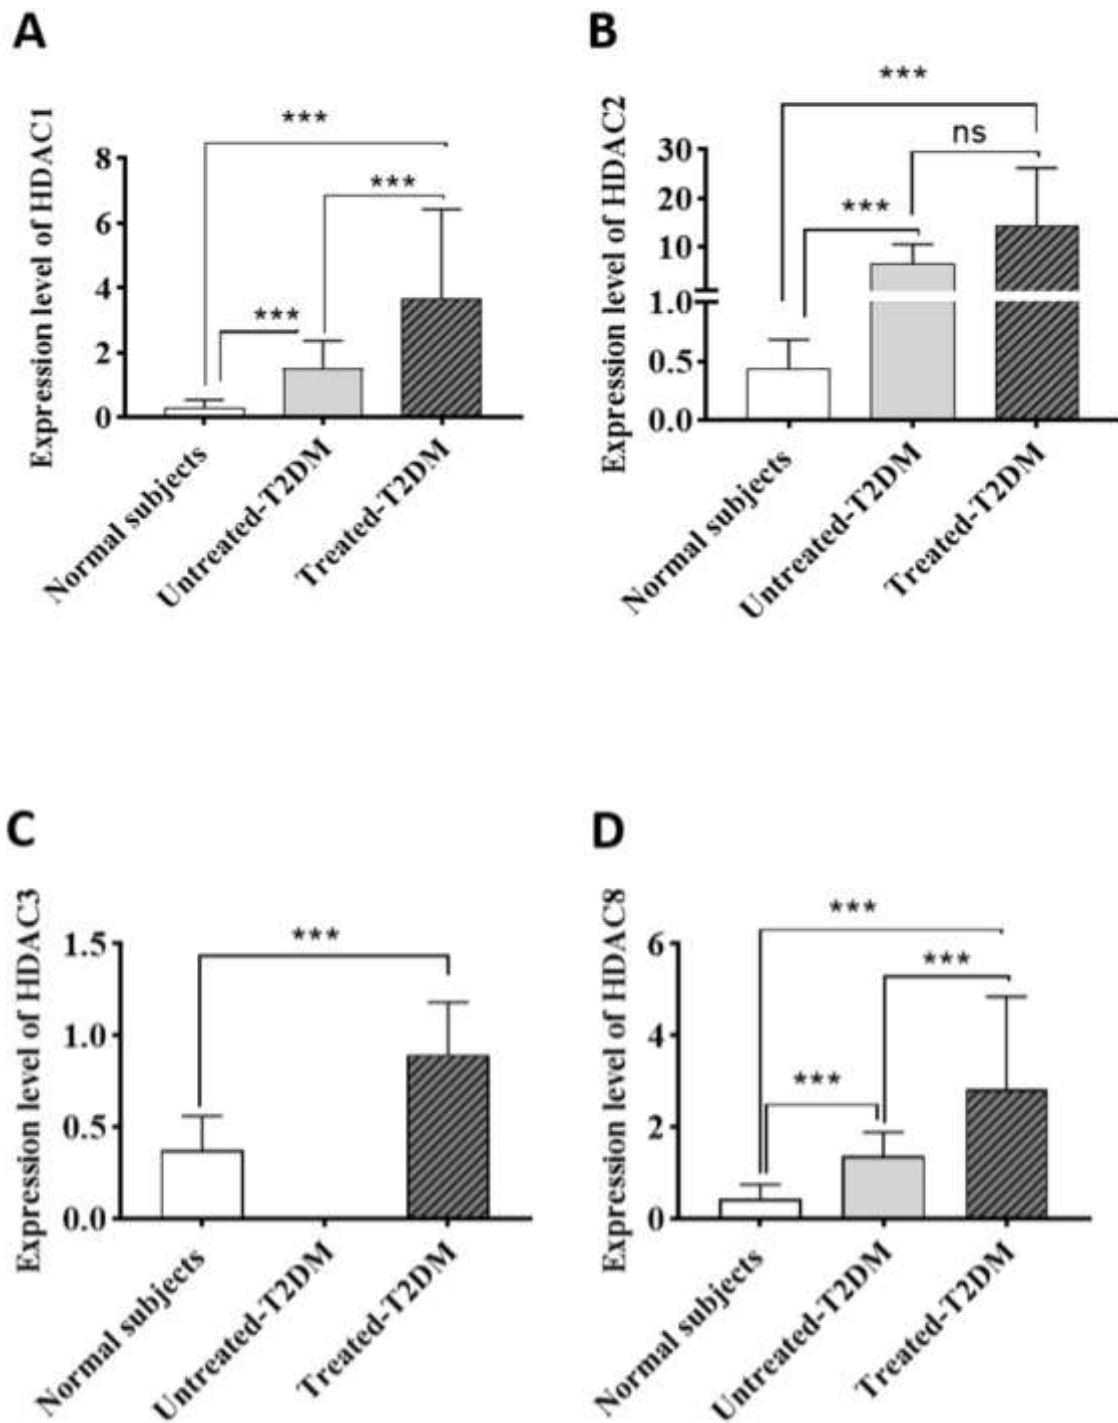 A
Expression level of HDAC1
8
6
4
2
0
***
***
***
Normal subjects
Untreated-T2DM
Treated-T2DM
B
Expression level of HDAC2
30
20
10
1.0
0.5
0.0
***
ns
***
Normal subjects
Untreated-T2DM
Treated-T2DM
C
Expression level of HDAC3
1.5
1.0
0.5
0.0
***
Normal subjects
Untreated-T2DM
Treated-T2DM
D
Expression level of HDAC8
6
4
2
0
***
***
***
Normal subjects
Untreated-T2DM
Treated-T2DM